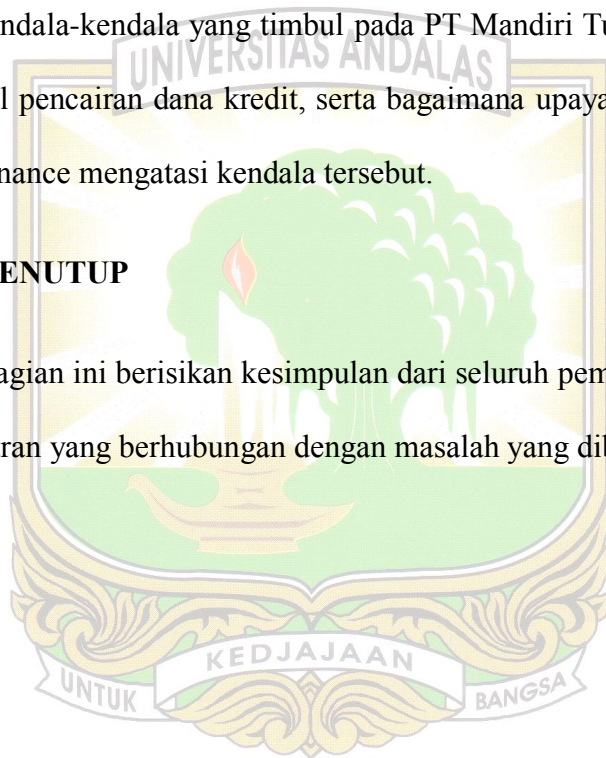 ndala-kendala yang timbul pada PT Mandiri Tu
UNIVERSITAS ANDALAS
l pencairan dana kredit, serta bagaimana upaya
nance mengatasi kendala tersebut.
ENUTUP
agian ini berisikan kesimpulan dari seluruh pem
ran yang berhubungan dengan masalah yang dib
KEDJAJAAN
UNTUK BANGSA